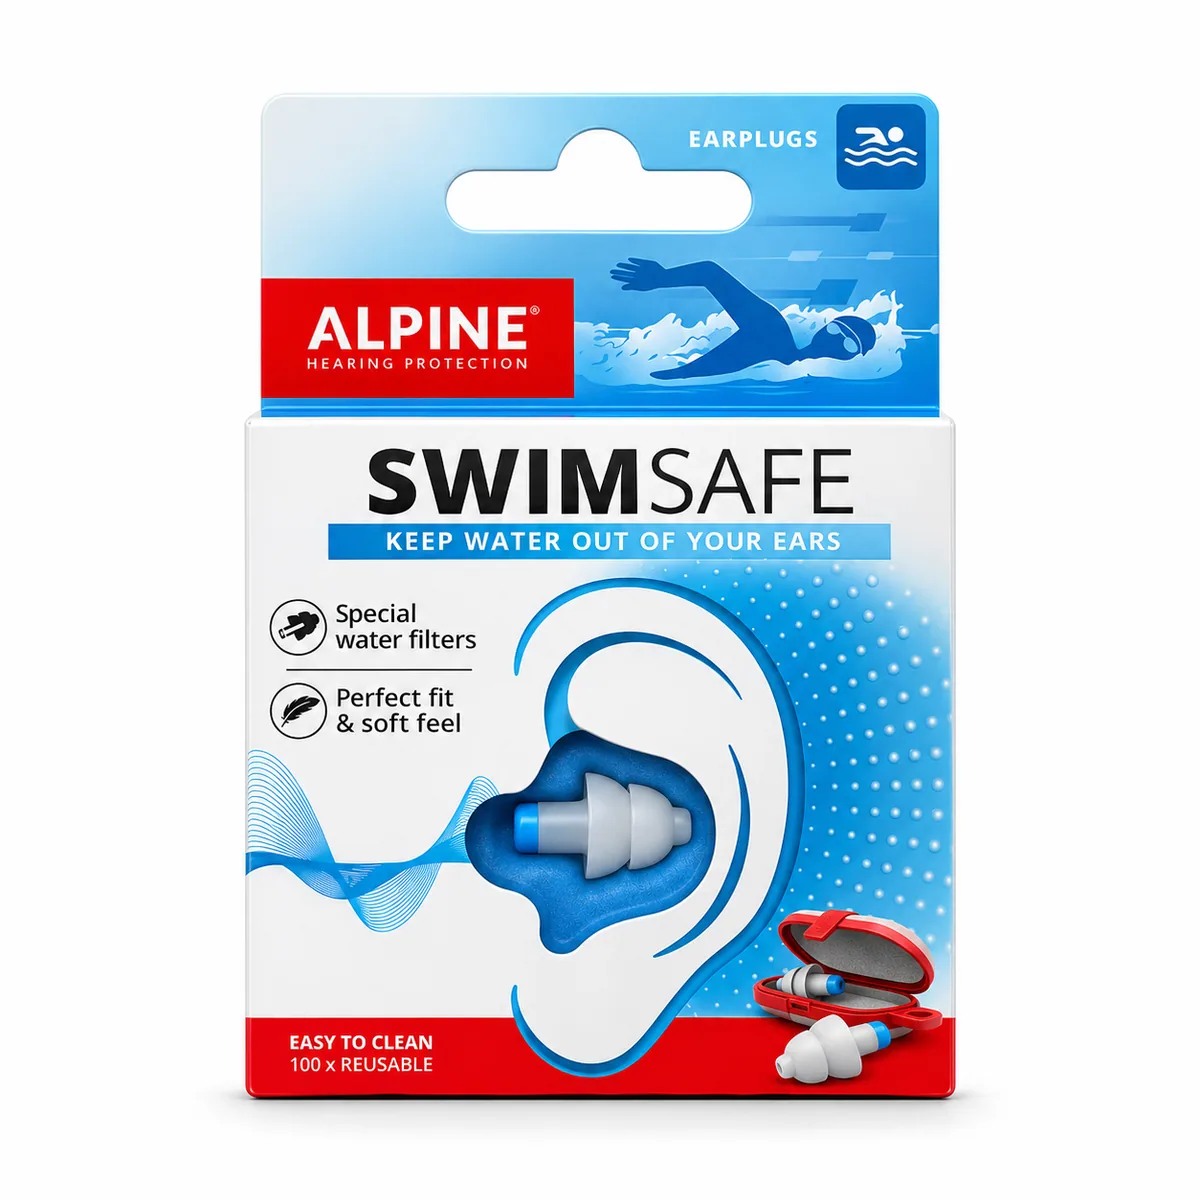 EARPLUGS
ALPINE®
HEARING PROTECTION
SWIMSAFE
KEEP WATER OUT OF YOUR EARS
Special
water filters
Perfect fit
& soft feel
EASY TO CLEAN
100 x REUSABLE